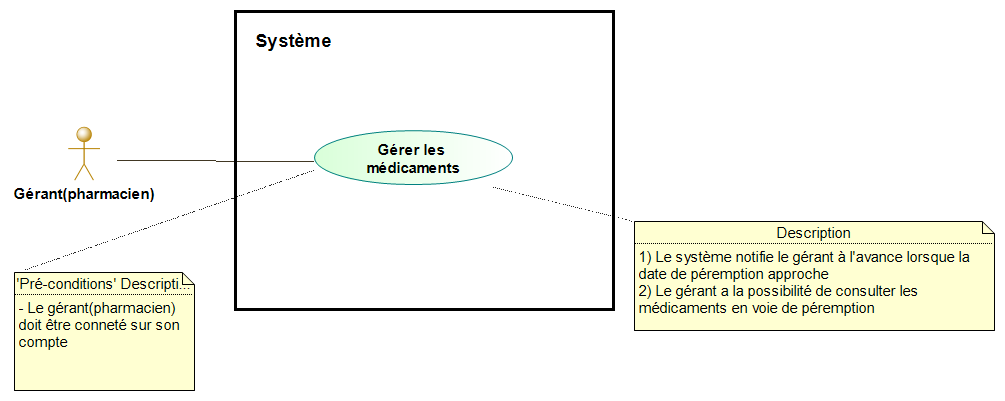 Système
Gérer les
médicaments
Gérant(pharmacien)
Description
1) Le système notifie le gérant à l'avance lorsque la
date de péremption approche
2) Le gérant a la possibilité de consulter les
médicaments en voie de péremption
'Pré-conditions' Descripti...
- Le gérant(pharmacien)
doit être conneté sur son
compte